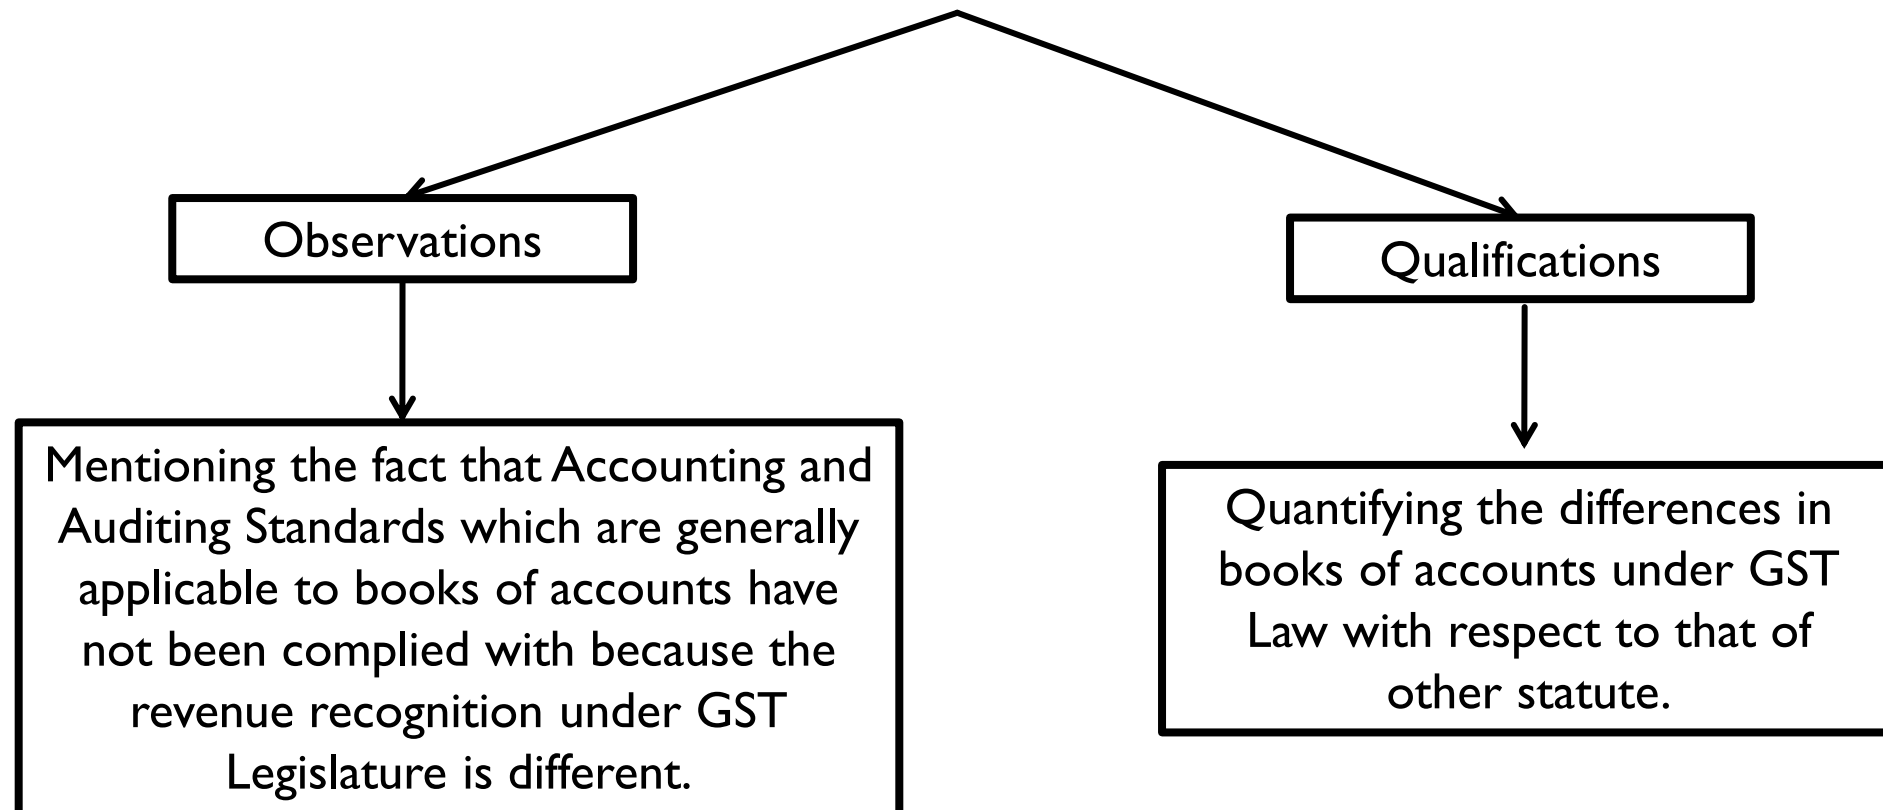 Observations
Qualifications
Mentioning the fact that Accounting and
Auditing Standards which are generally
applicable to books of accounts have
not been complied with because the
revenue recognition under GST
Legislature is different.
Quantifying the differences in
books of accounts under GST
Law with respect to that of
other statute.